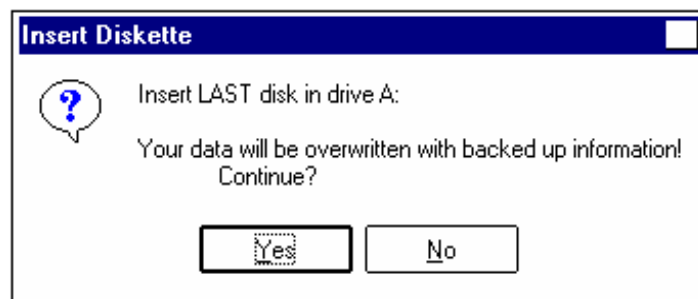 Insert Diskette
Insert LAST disk in drive A:
Your data will be overwritten with backed up information!
Continue?
Yes No